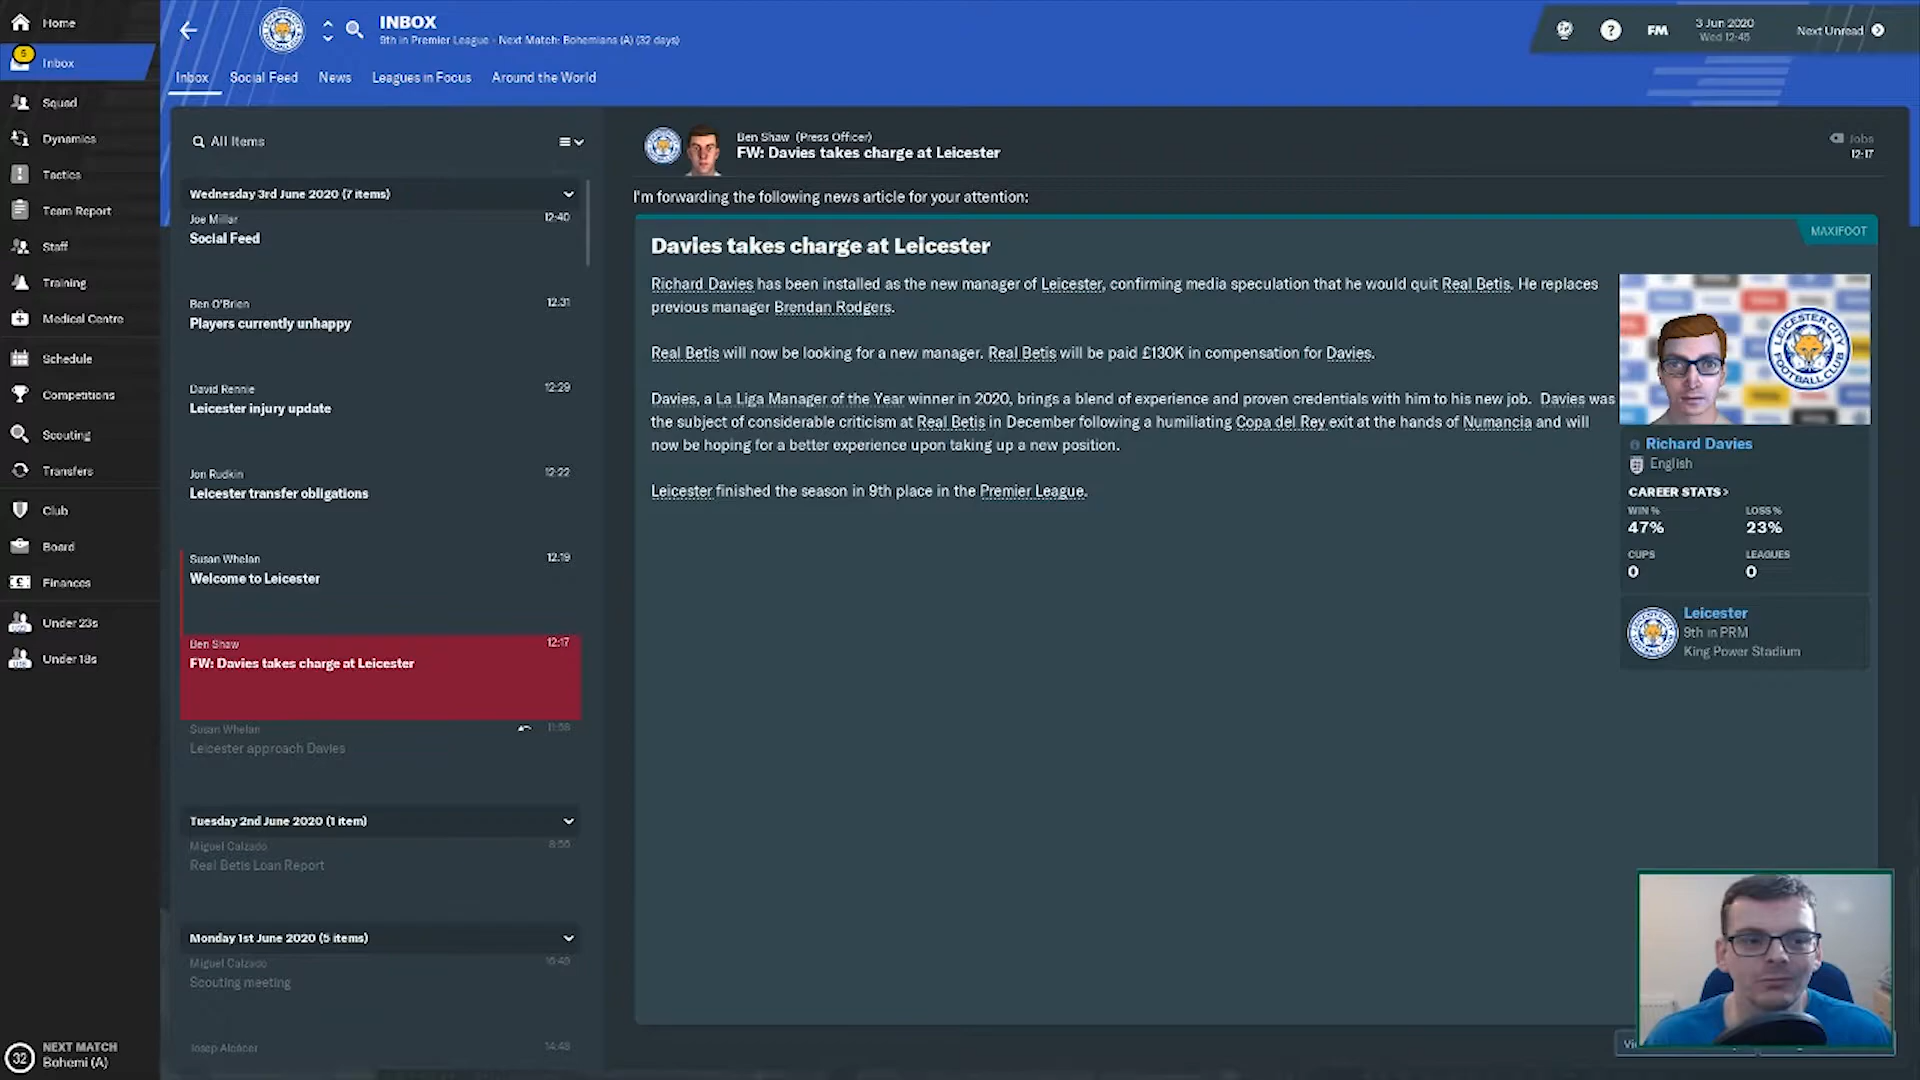 Home
5
Inbox
Squad
Dynamics
Tactics
Team Report
Staff
Training
Medical Centre
Schedule
Competitions
Scouting
Transfers
Club
Board
Finances
Under 23s
Under 18s
32
NEXT MATCH
Bohemi (A)
INBOX
9th in Premier League - Next Match: Bohemians (A) (32 days)
Inbox Social Feed News Leagues in Focus Around the World
? FM
3 Jun 2020
Wed 12:45
Next Unread
All Items
Wednesday 3rd June 2020 (7 items)
Joe Millar 12:40
Social Feed
Ben O'Brien 12:31
Players currently unhappy
David Rennie 12:29
Leicester injury update
Jon Rudkin 12:22
Leicester transfer obligations
Susan Whelan 12:19
Welcome to Leicester
Ben Shaw 12:17
FW: Davies takes charge at Leicester
Susan Whelan 11:58
Leicester approach Davies
Tuesday 2nd June 2020 (1 item)
Miguel Calzado
Real Betis Loan Report
Monday 1st June 2020 (5 items)
Miguel Calzado
Scouting meeting
Josep Alcácer 14:48
Ben Shaw (Press Officer)
FW: Davies takes charge at Leicester
Jobs
12:17
I'm forwarding the following news article for your attention:
MAXIFOOT
Davies takes charge at Leicester
Richard Davies has been installed as the new manager of Leicester, confirming media speculation that he would quit Real Betis. He replaces
previous manager Brendan Rodgers.
Real Betis will now be looking for a new manager. Real Betis will be paid £130K in compensation for Davies.
Davies, a La Liga Manager of the Year winner in 2020, brings a blend of experience and proven credentials with him to his new job. Davies was
the subject of considerable criticism at Real Betis in December following a humiliating Copa del Rey exit at the hands of Numancia and will
now be hoping for a better experience upon taking up a new position.
Leicester finished the season in 9th place in the Premier League.
LEICESTER CITY
FOOTBALL CLUB
Richard Davies
English
CAREER STATS>
WIN % LOSS %
47% 23%
CUPS LEAGUES
0 0
Leicester
9th in PRM
King Power Stadium